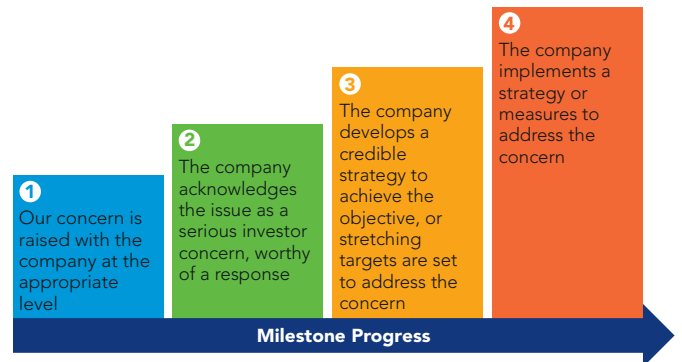 1
Our concern is
raised with the
company at the
appropriate
level
2
The company
acknowledges
the issue as a
serious investor
concern, worthy
of a response
3
The company
develops a
credible
strategy to
achieve the
objective, or
stretching
targets are set
to address the
concern
4
The company
implements a
strategy or
measures to
address the
concern
Milestone Progress